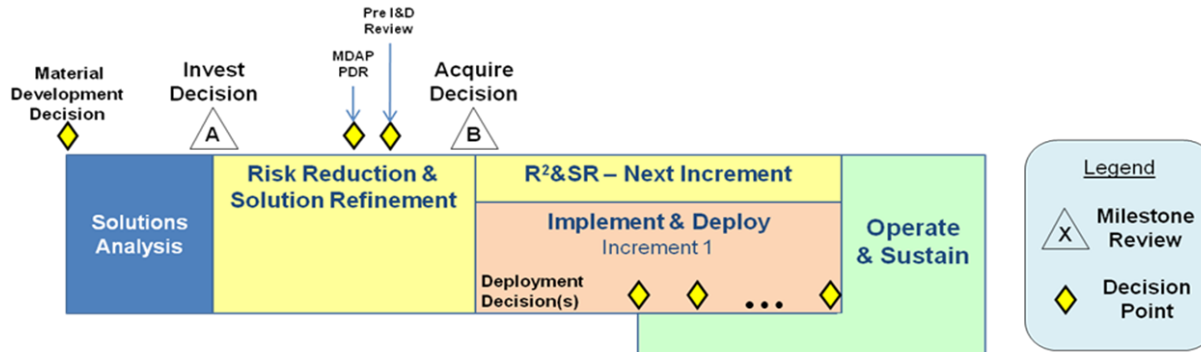 Pre I&D
Review
MDAP
PDR
Material
Development
Decision
Invest
Decision
Acquire
Decision
A
B
Solutions
Analysis
Risk Reduction &
Solution Refinement
R²&SR – Next Increment
Implement & Deploy
Increment 1
Deployment
Decision(s)
...
Operate
& Sustain
Legend
X
Milestone
Review
Decision
Point